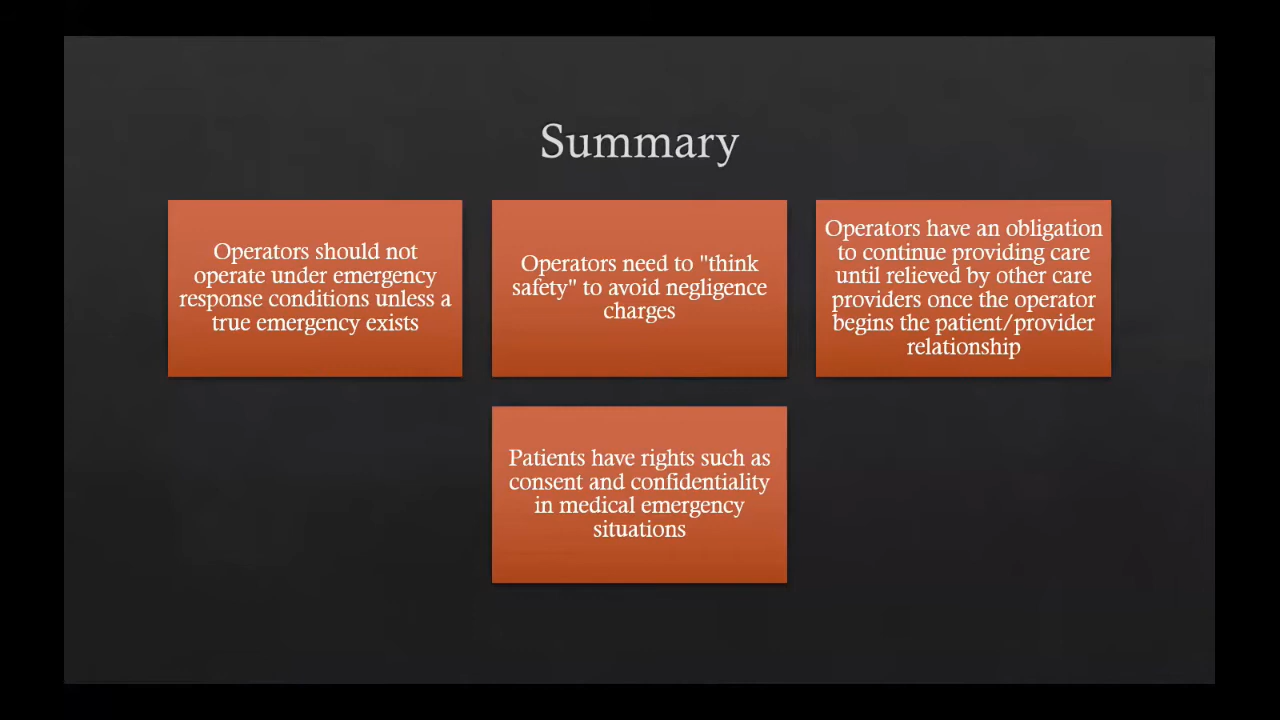 Summary
Operators should not
operate under emergency
response conditions unless a
true emergency exists
Operators need to "think
safety" to avoid negligence
charges
Operators have an obligation
to continue providing care
until relieved by other care
providers once the operator
begins the patient/provider
relationship
Patients have rights such as
consent and confidentiality
in medical emergency
situations